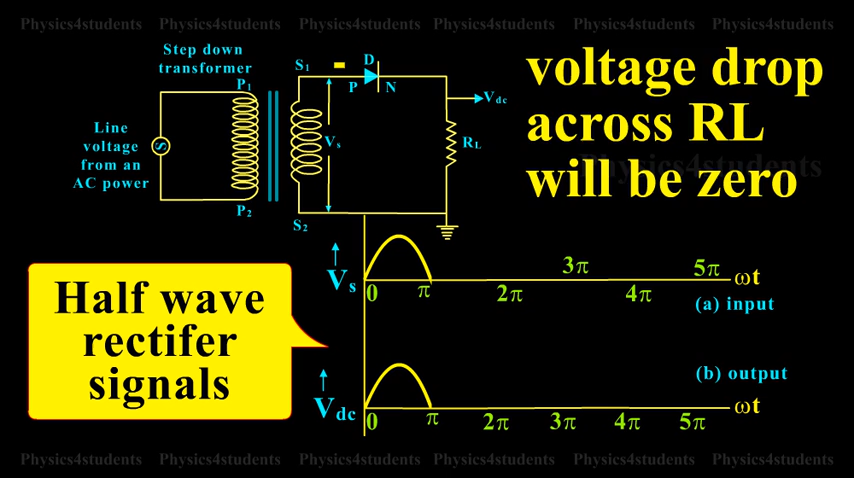 Physics4students Physics4students Physics4students Physics4students Physics4students Physics4students
Step down
transformer
P1
S1
-
D
P
N
Vdc
Line
voltage
from an
AC power
S
Vs
RL
P2
S2
voltage drop
across RL
will be zero
Physics4students
Half wave
rectifer
signals
Vs
0
π
2π
3π
4π
5π
ωt
(a) input
(b) output
Vdc
0
π
2π
3π
4π
5π
ωt
Physics4students Physics4students Physics4students Physics4students Physics4students Physics4students